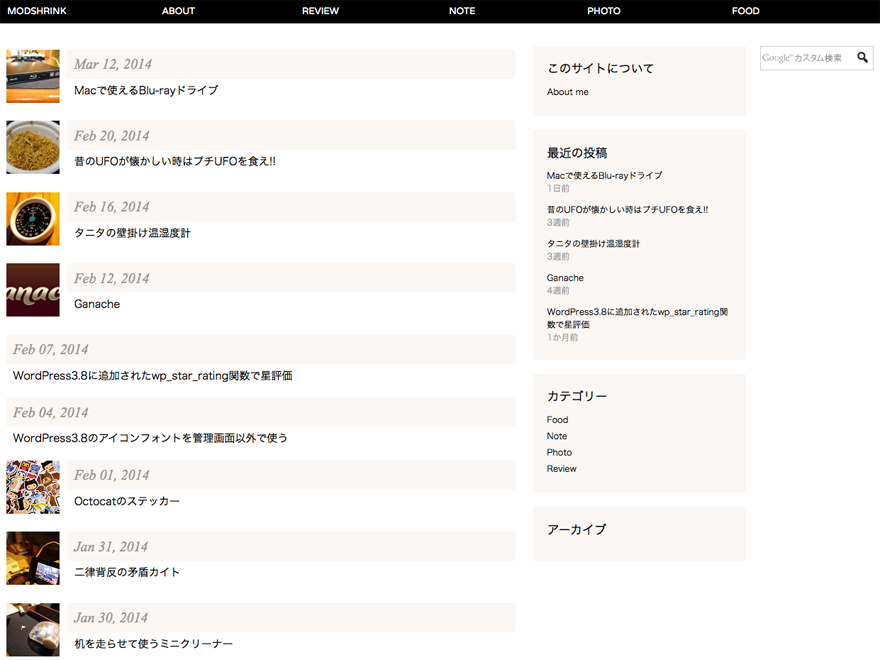 MODSHRINK
ABOUT
REVIEW
NOTE
PHOTO
FOOD
Mar 12, 2014
Macで使えるBlu-rayドライブ
Feb 20, 2014
昔のUFOが懐かしい時はプチUFOを食え!!
Feb 16, 2014
タニタの壁掛け温湿度計
Feb 12, 2014
anac
Ganache
Feb 07, 2014
WordPress3.8に追加されたwp_star_rating関数で星評価
Feb 04, 2014
WordPress3.8のアイコンフォントを管理画面以外で使う
Feb 01, 2014
Octocatのステッカー
Jan 31, 2014
二律背反の矛盾カイト
Jan 30, 2014
机を走らせて使うミニクリーナー
このサイトについて
About me
最近の投稿
Macで使えるBlu-rayドライブ
1日前
昔のUFOが懐かしい時はプチUFOを食え!!
3週前
タニタの壁掛け温湿度計
3週前
Ganache
4週前
WordPress3.8に追加されたwp_star_rating関
数で星評価
1か月前
カテゴリー
Food
Note
Photo
Review
アーカイブ
Google™ カスタム検索